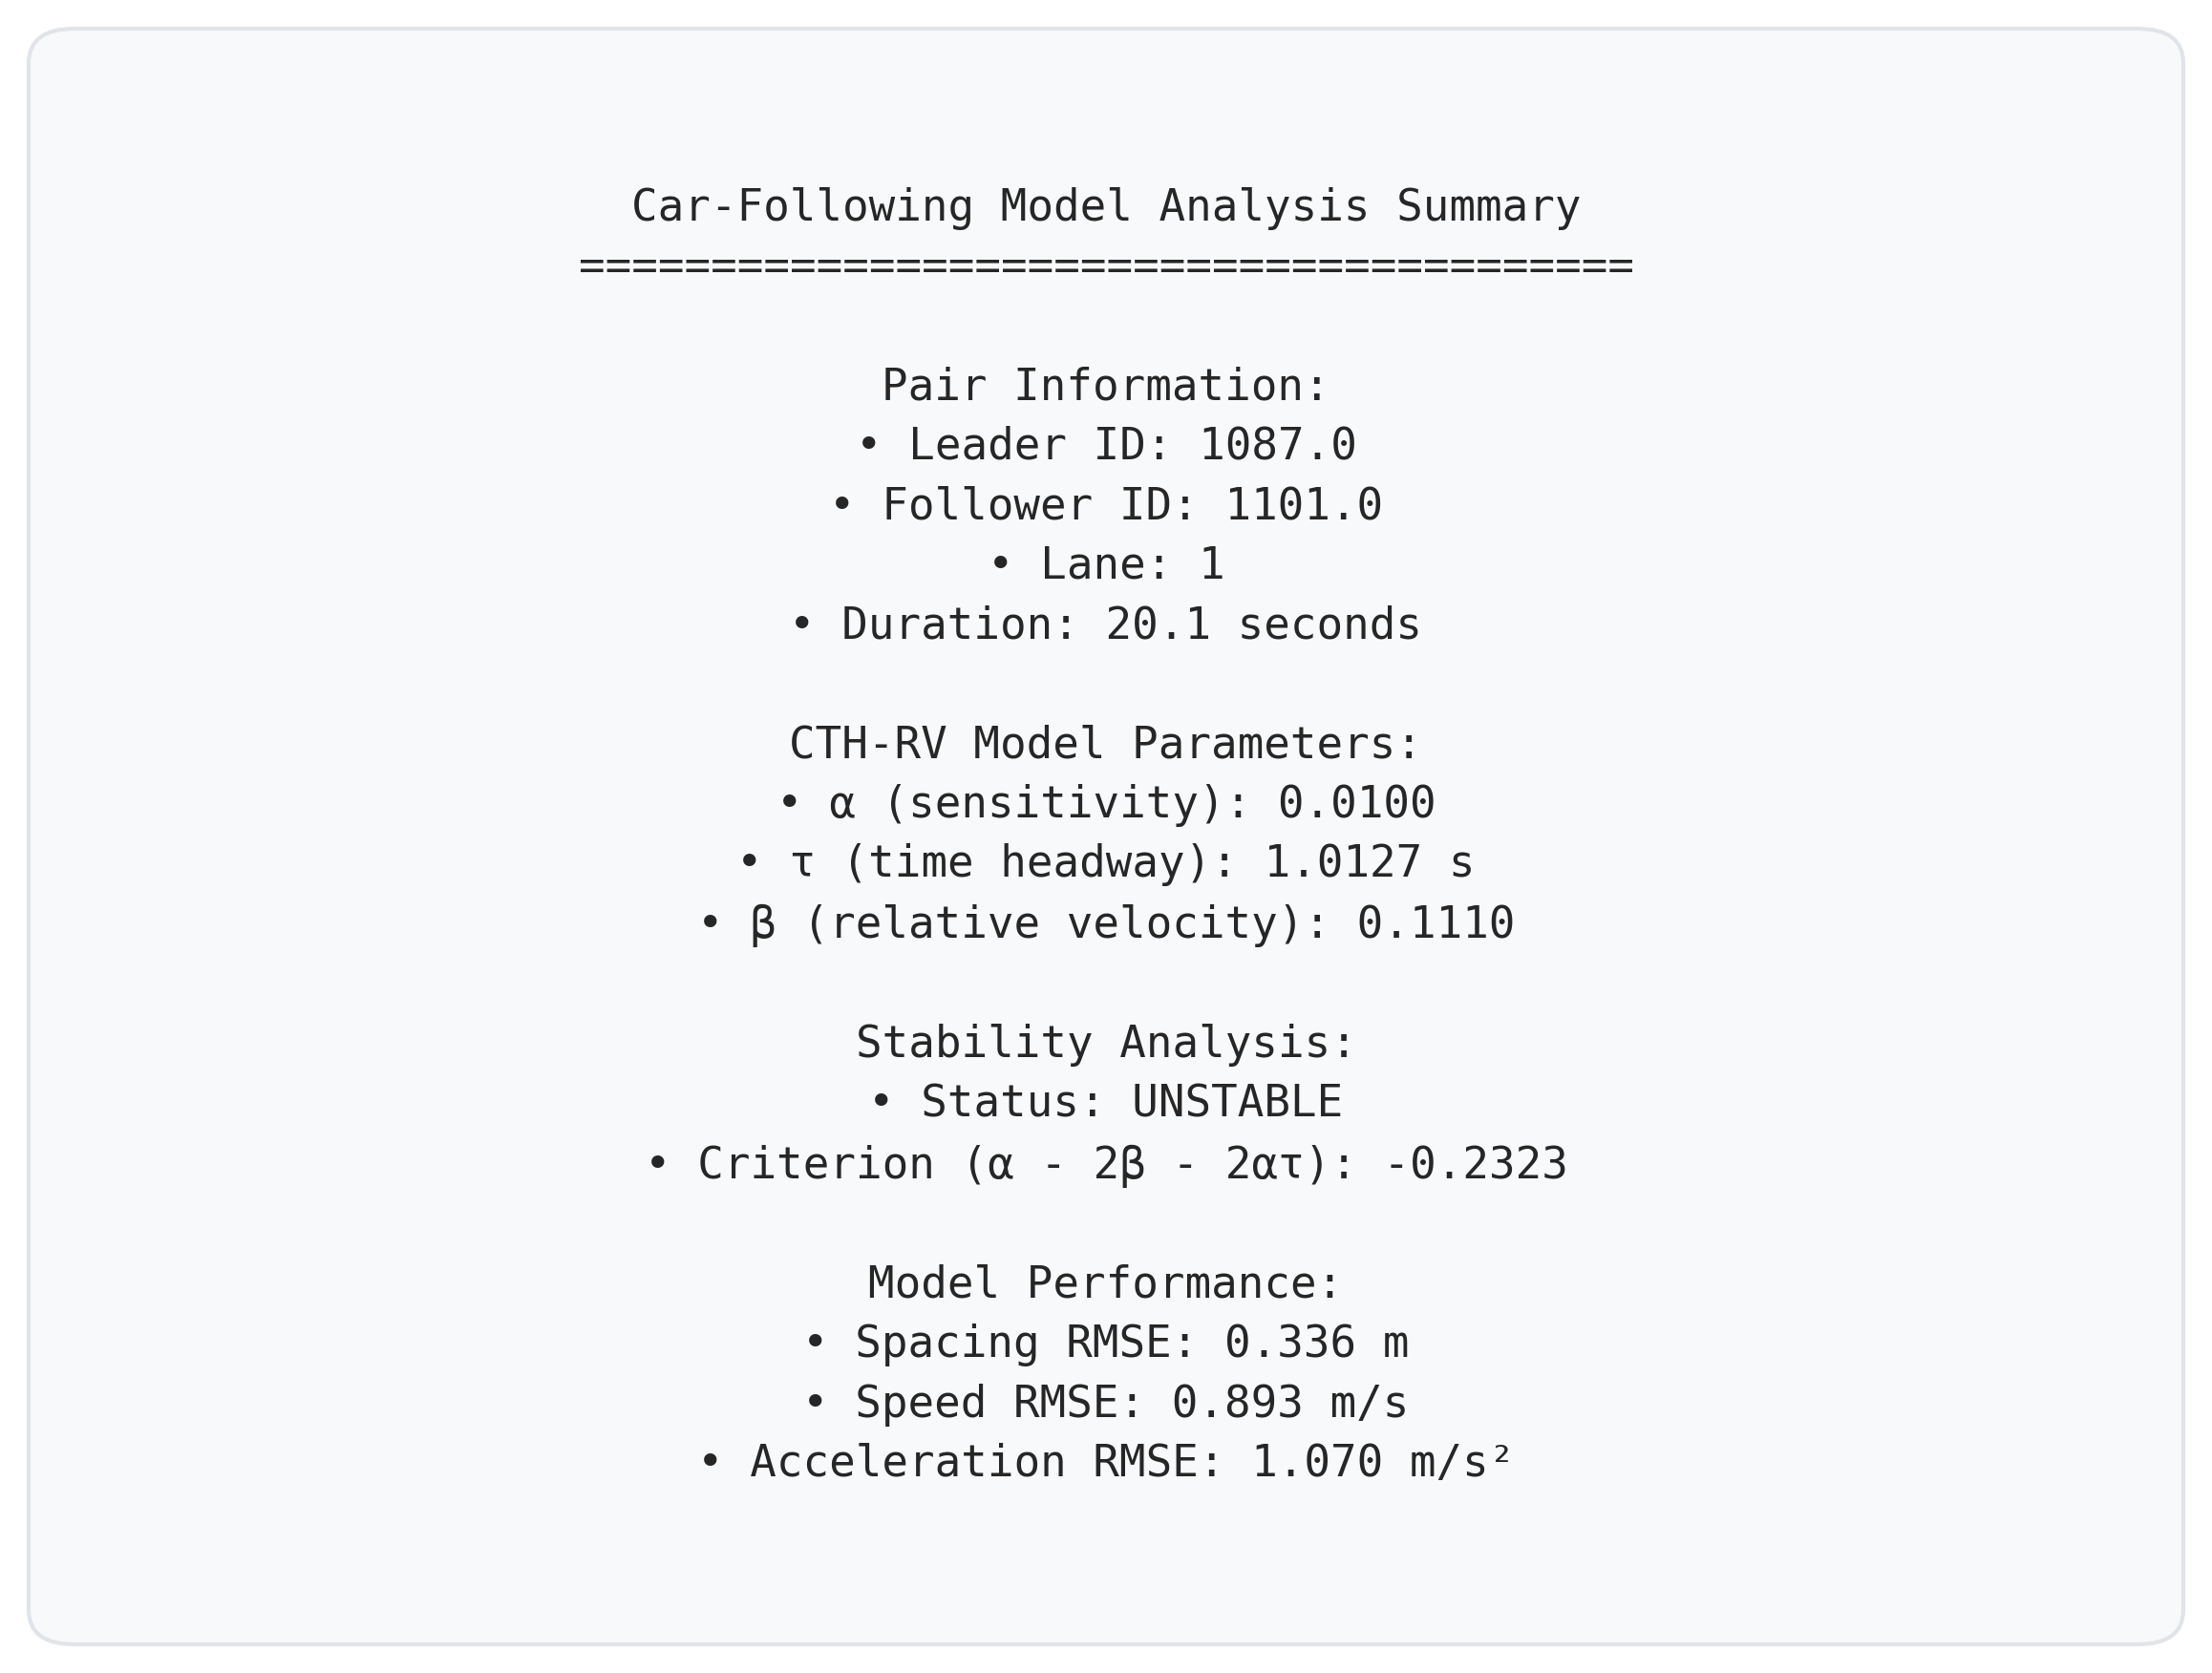 Car-Following Model Analysis Summary
========================================
Pair Information:
• Leader ID: 1087.0
• Follower ID: 1101.0
• Lane: 1
• Duration: 20.1 seconds
CTH-RV Model Parameters:
• α (sensitivity): 0.0100
• τ (time headway): 1.0127 s
• β (relative velocity): 0.1110
Stability Analysis:
• Status: UNSTABLE
• Criterion (α - 2β - 2ατ): -0.2323
Model Performance:
• Spacing RMSE: 0.336 m
• Speed RMSE: 0.893 m/s
• Acceleration RMSE: 1.070 m/s²